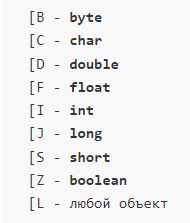 [B - byte
[C - char
[D - double
[F - float
[I - int
[J - long
[S - short
[Z - boolean
[L - любой объект